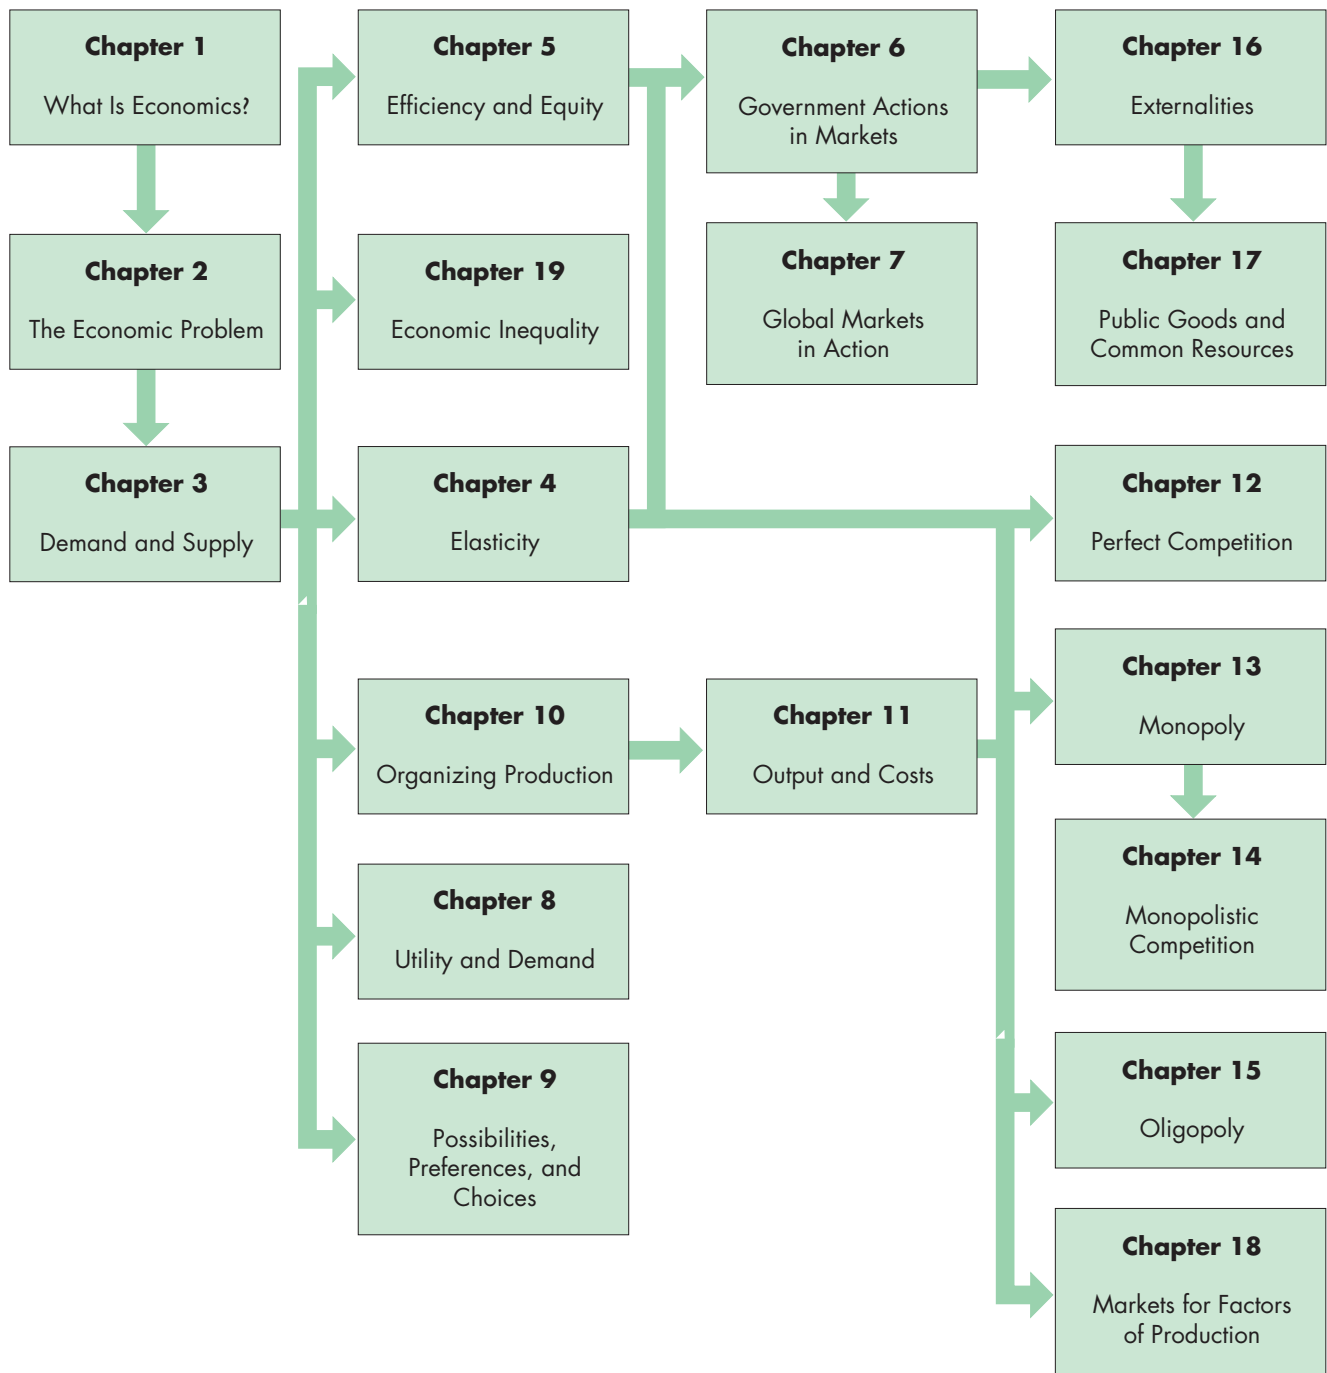 Chapter 1
What Is Economics?
Chapter 2
The Economic Problem
Chapter 3
Demand and Supply
Chapter 5
Efficiency and Equity
Chapter 19
Economic Inequality
Chapter 4
Elasticity
Chapter 10
Organizing Production
Chapter 8
Utility and Demand
Chapter 9
Possibilities,
Preferences, and
Choices
Chapter 6
Government Actions
in Markets
Chapter 7
Global Markets
in Action
Chapter 11
Output and Costs
Chapter 16
Externalities
Chapter 17
Public Goods and
Common Resources
Chapter 12
Perfect Competition
Chapter 13
Monopoly
Chapter 14
Monopolistic
Competition
Chapter 15
Oligopoly
Chapter 18
Markets for Factors
of Production